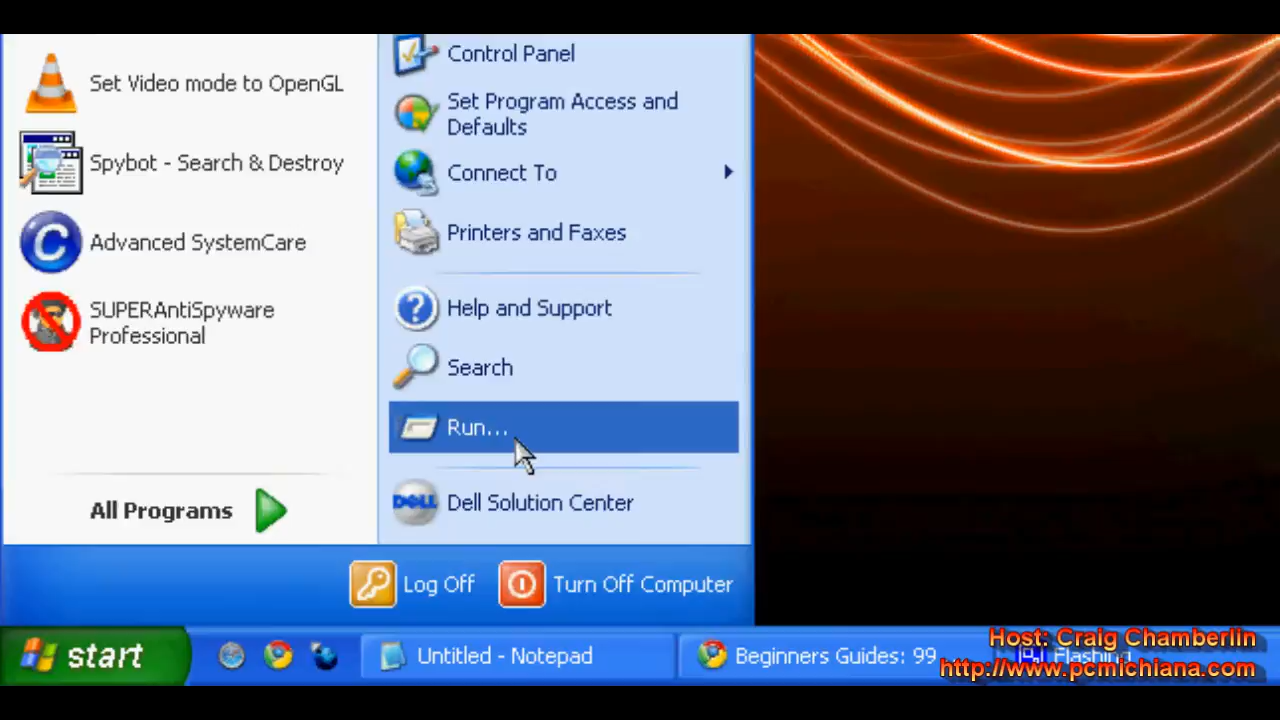 Set Video mode to OpenGL
Spybot - Search & Destroy
Advanced SystemCare
SUPERAntiSpyware
Professional
All Programs
Control Panel
Set Program Access and
Defaults
Connect To
Printers and Faxes
Help and Support
Search
Run...
DELL
Dell Solution Center
Log Off
Turn Off Computer
start
Untitled - Notepad
Beginners Guides: 99
Flashing
Host: Craig Chamberlin
http://www.pcmichiana.com